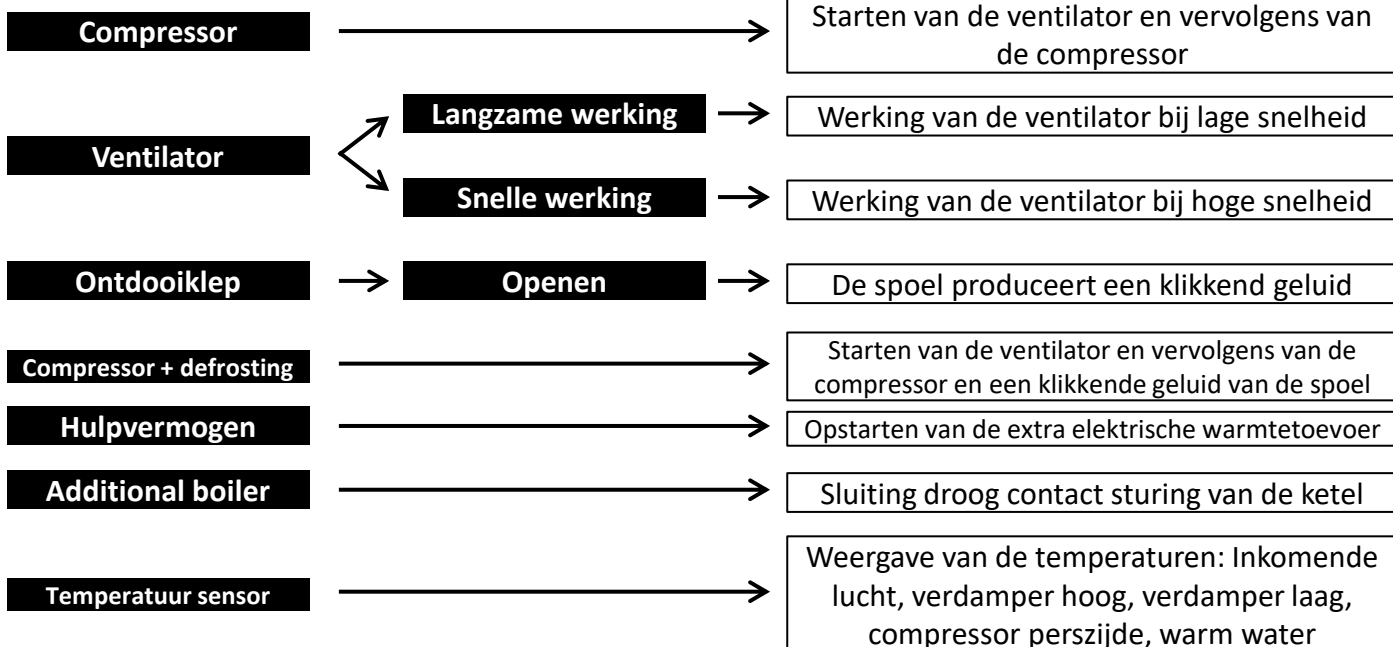 Compressor
Starten van de ventilator en vervolgens van
de compressor
Ventilator
Langzame werking
Werking van de ventilator bij lage snelheid
Snelle werking
Werking van de ventilator bij hoge snelheid
Ontdooiklep
Openen
De spoel produceert een klikkend geluid
Compressor + defrosting
Starten van de ventilator en vervolgens van de
compressor en een klikkende geluid van de spoel
Hulpvermogen
Opstarten van de extra elektrische warmtetoevoer
Additional boiler
Sluiting droog contact sturing van de ketel
Temperatuur sensor
Weergave van de temperaturen: Inkomende
lucht, verdamper hoog, verdamper laag,
compressor perszijde, warm water